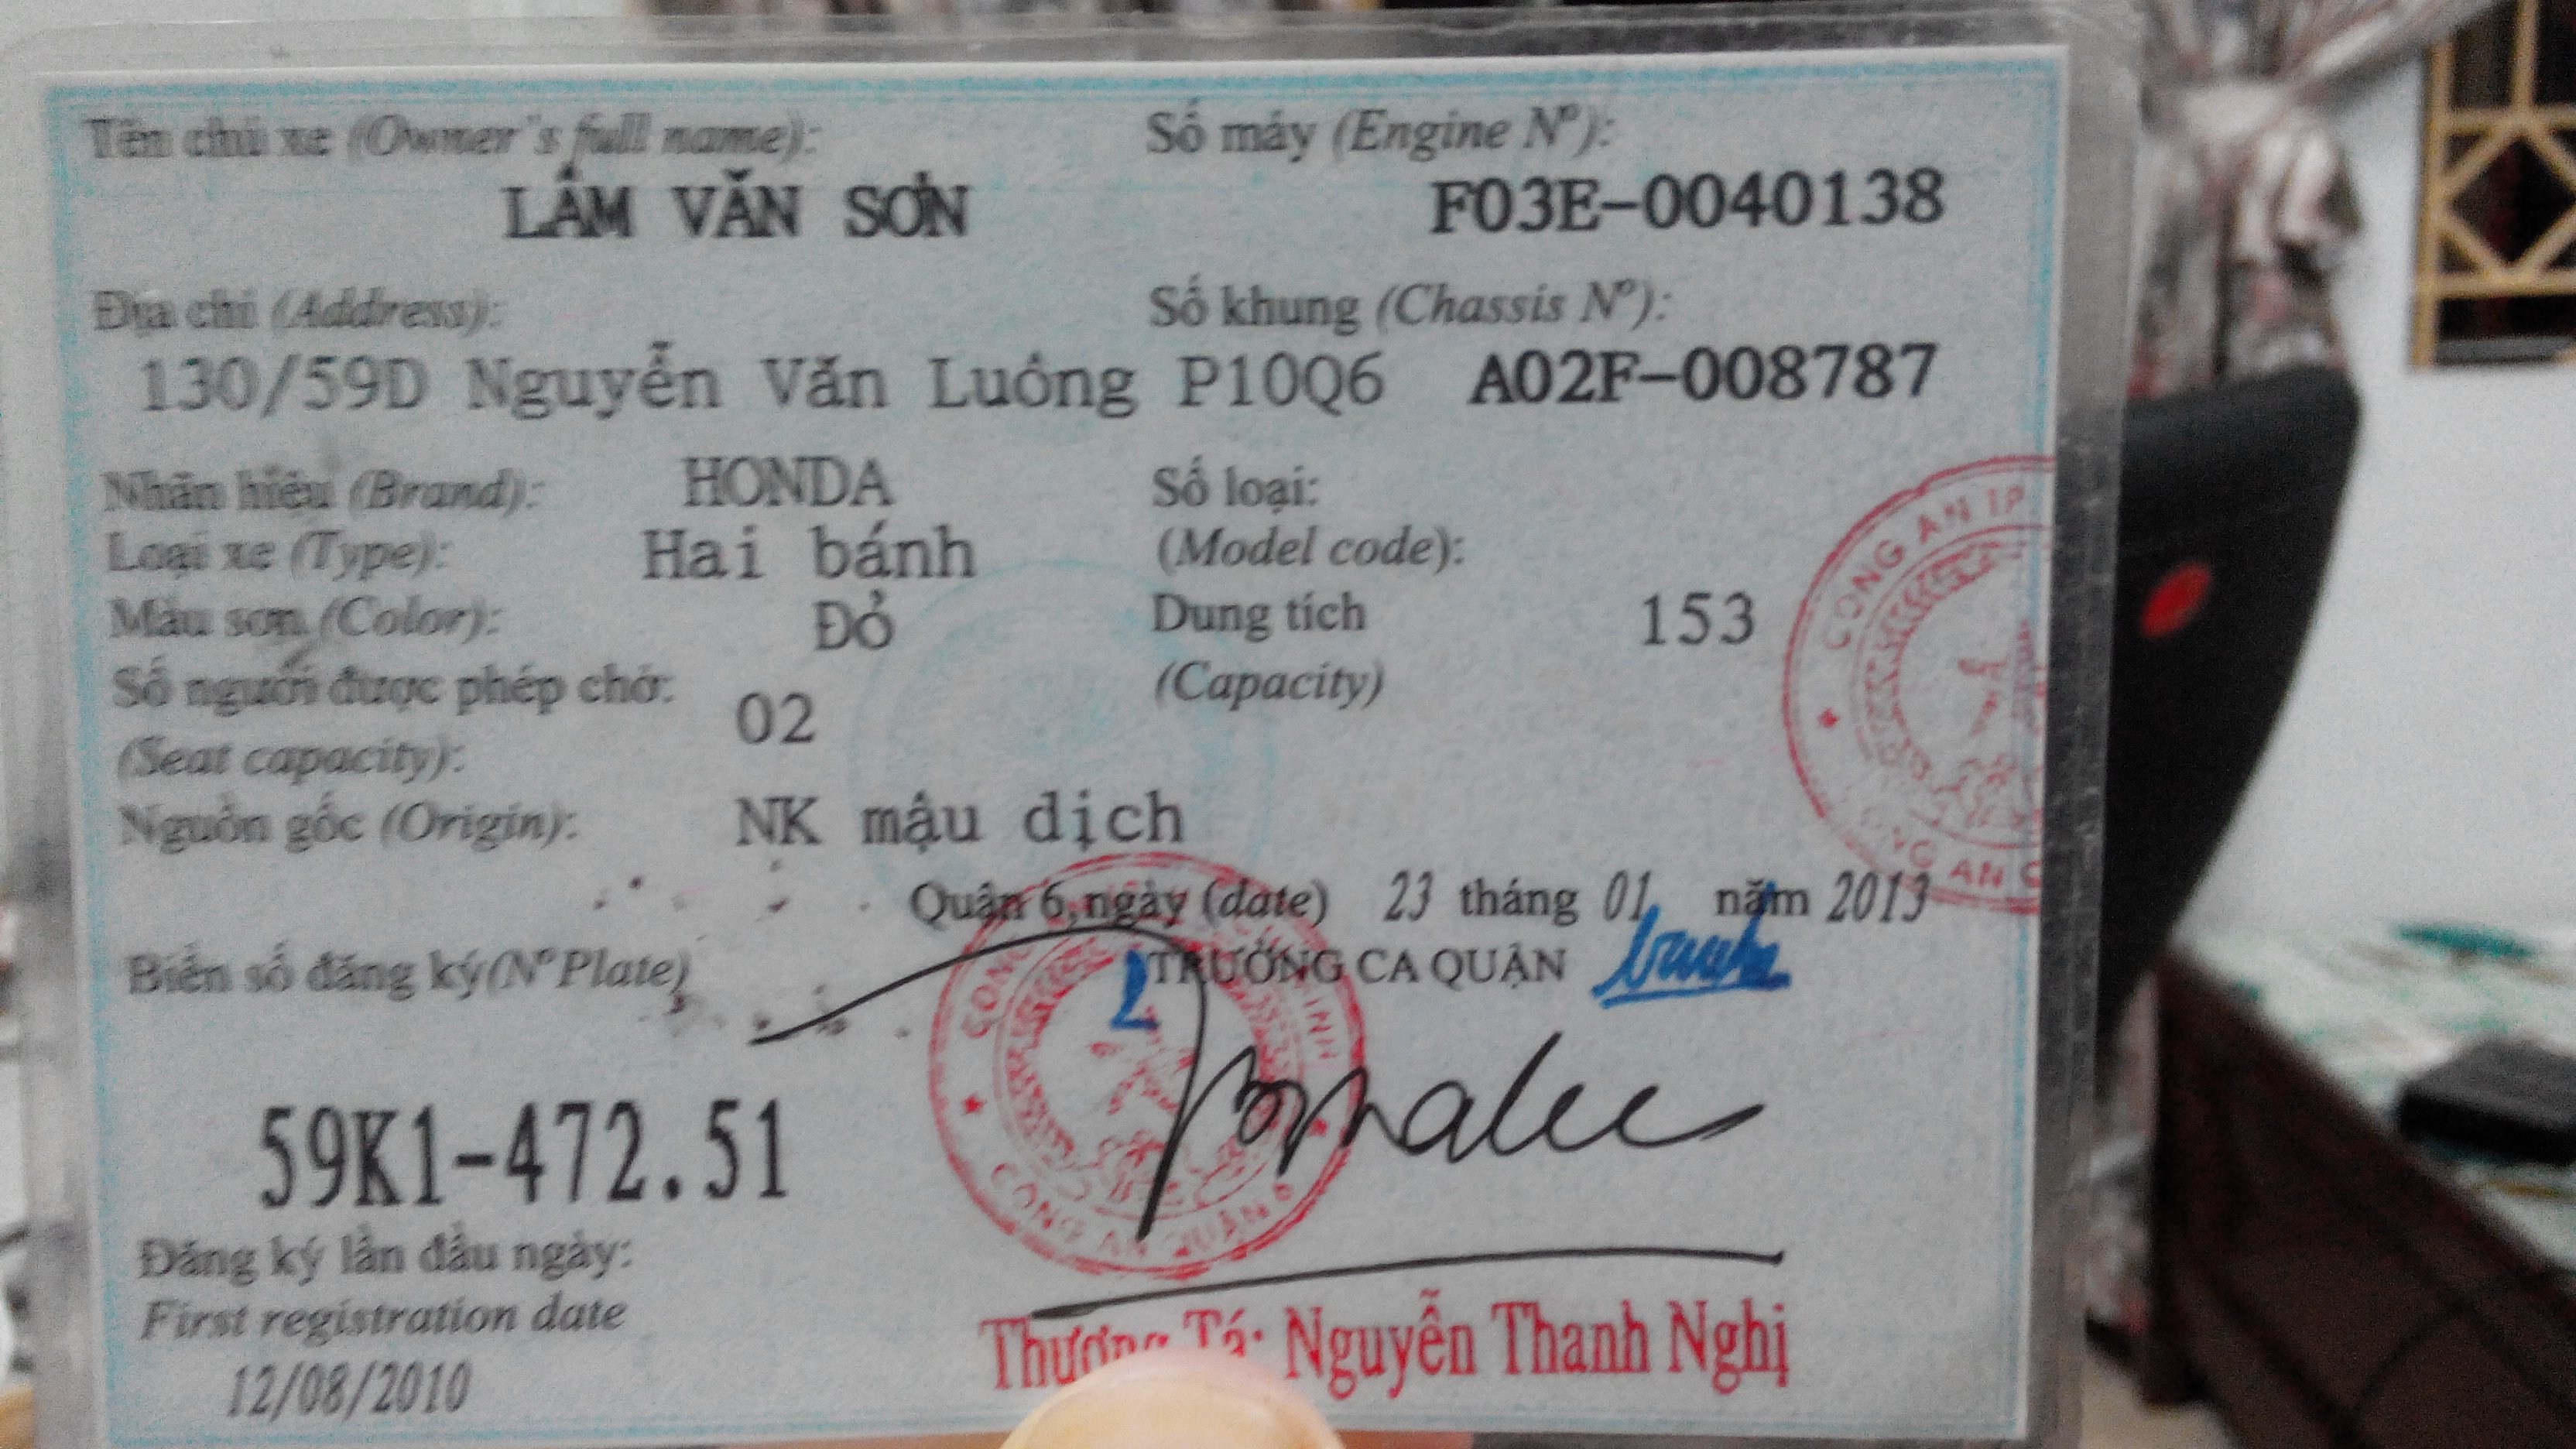 Tên chủ xe (Owner's full name):
LÂM VĂN SƠN
Số máy (Engine Nº):
F03E-0040138
Địa chỉ (Address):
130/59D Nguyễn Văn Luông P10Q6
Số khung (Chassis Nº):
A02F-008787
Nhãn hiệu (Brand): HONDA
Số loại:
(Model code):
Loại xe (Type): Hai bánh
Màu sơn (Color): Đỏ
Dung tích 153
(Capacity)
Số người được phép chở: 02
(Seat capacity):
Nguồn gốc (Origin): NK mậu dịch
CÔNG AN TP
Quận 6, ngày (date) 23 tháng 01 năm 2013
TRƯỞNG CA QUẬN
Biển số đăng ký (Nº Plate)
59K1-472.51
CÔNG AN QUẬN 6
Đăng ký lần đầu ngày:
First registration date
12/08/2010
Thượng Tá: Nguyễn Thanh Nghị